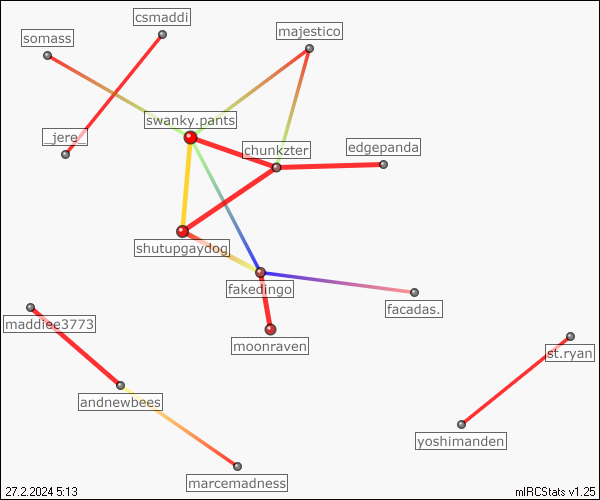 csmaddi
somass
majestico
swanky.pants
_jere_
chunkzter
edgepanda
shutupgaydog
fakedingo
facadas.
maddiee3773
moonraven
st.ryan
andnewbees
yoshimanden
marcemadness
27.2.2024 5:13
mIRCStats v1.25